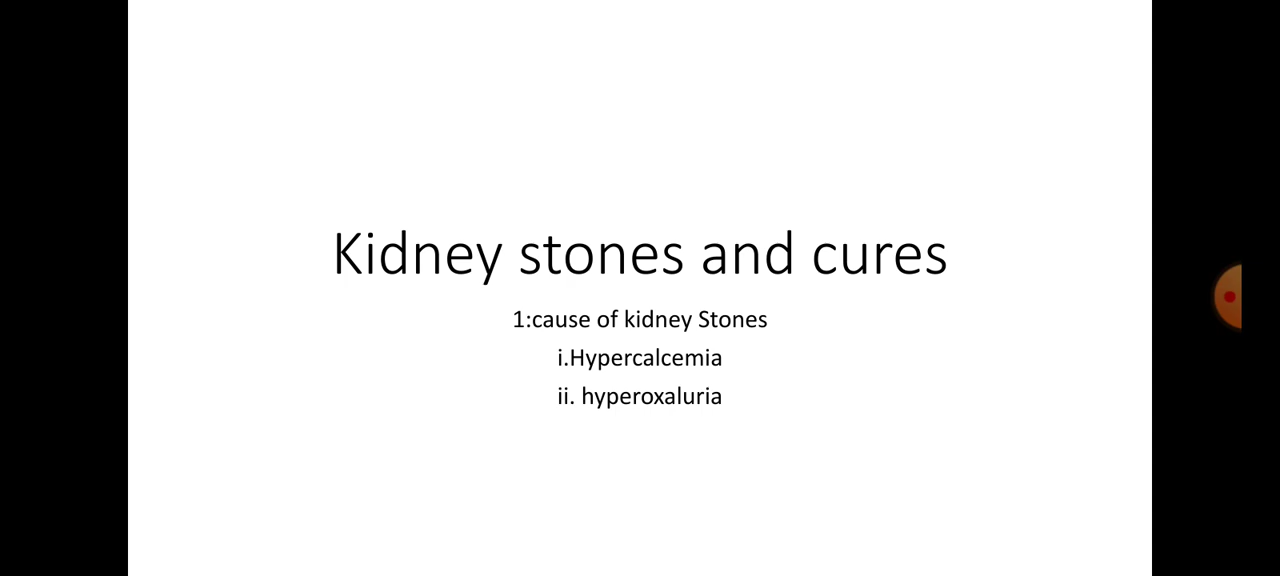 Kidney stones and cures
1:cause of kidney Stones
i.Hypercalcemia
ii. hyperoxaluria